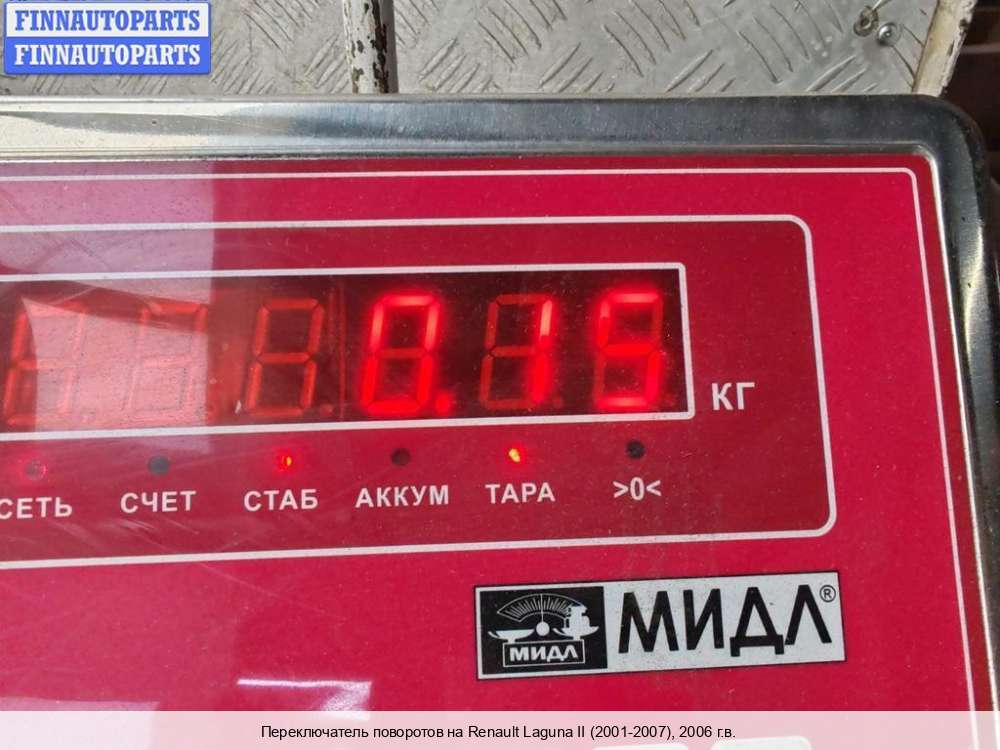 FINNAUTOPARTS
FINNAUTOPARTS
0.15
КГ
СЕТЬ СЧЕТ СТАБ АККУМ ТАРА >0<
МИДЛ МИДЛ®
Переключатель поворотов на Renault Laguna II (2001-2007), 2006 г.в.